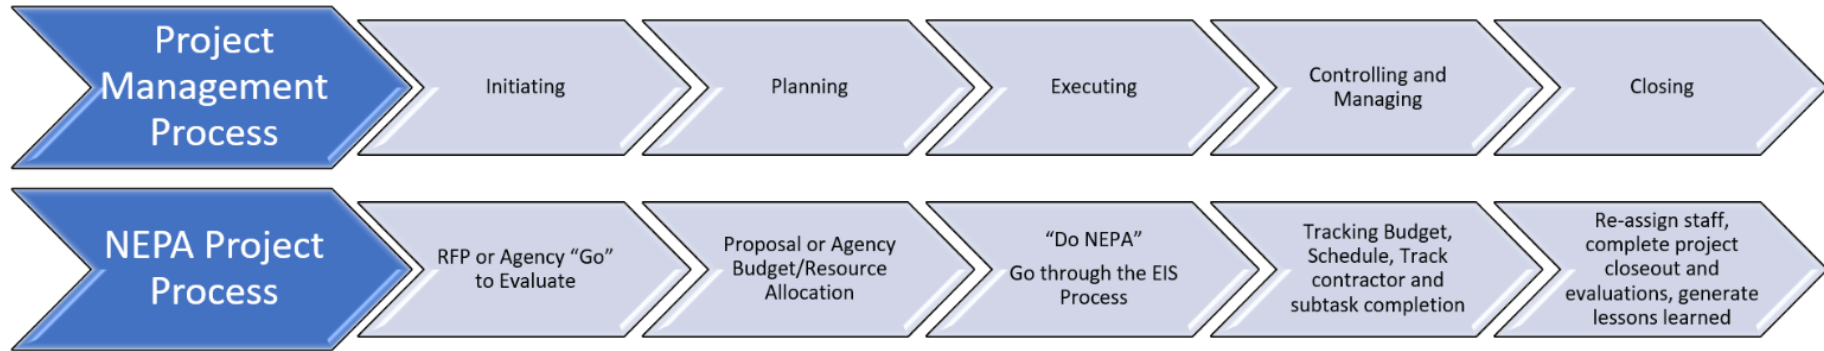 Project
Management
Process
Initiating
Planning
Executing
Controlling and
Managing
Closing
NEPA Project
Process
RFP or Agency “Go”
to Evaluate
Proposal or Agency
Budget/Resource
Allocation
“Do NEPA”
Go through the EIS
Process
Tracking Budget,
Schedule, Track
contractor and
subtask completion
Re-assign staff,
complete project
closeout and
evaluations, generate
lessons learned